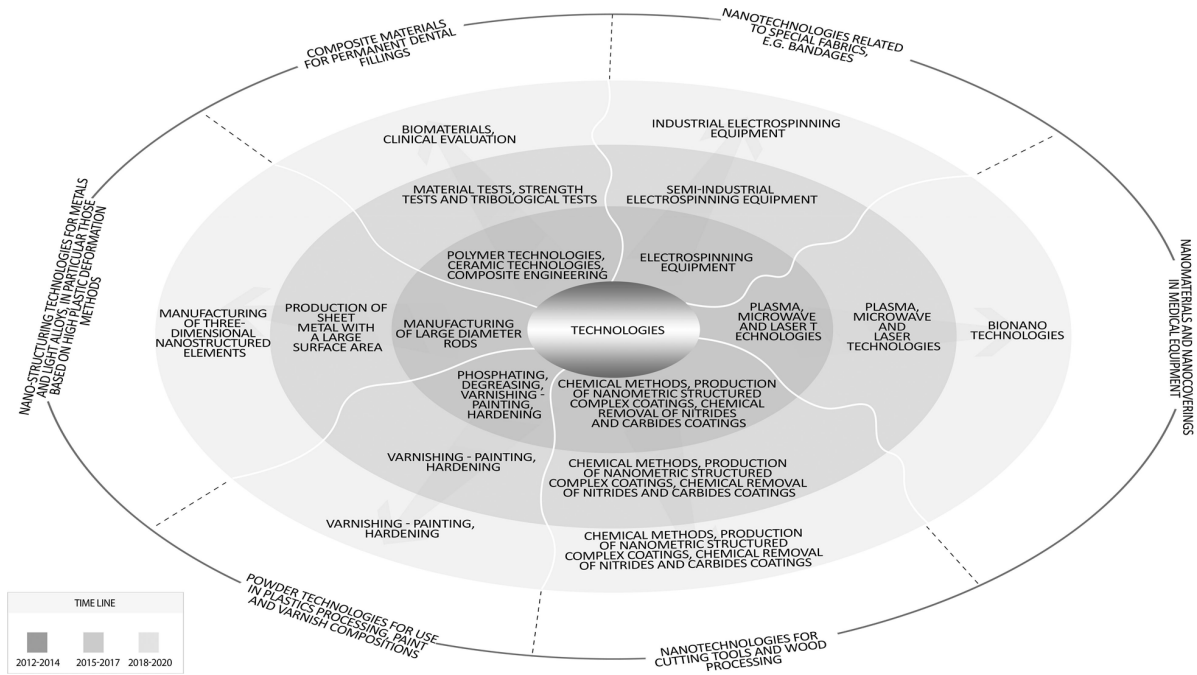 COMPOSITE MATERIALS
FOR PERMANENT DENTAL
FILLINGS
NANOTECHNOLOGIES RELATED
TO SPECIAL FABRICS,
E.G. BANDAGES
BIOMATERIALS,
CLINICAL EVALUATION
INDUSTRIAL ELECTROSPINNING
EQUIPMENT
MATERIAL TESTS, STRENGTH
TESTS AND TRIBOLOGICAL TESTS
SEMI-INDUSTRIAL
ELECTROSPINNING EQUIPMENT
POLYMER TECHNOLOGIES,
CERAMIC TECHNOLOGIES,
COMPOSITE ENGINEERING
ELECTROSPINNING
EQUIPMENT
NANO-STRUCTURING TECHNOLOGIES FOR METALS
AND LIGHT ALLOYS, IN PARTICULAR THOSE
BASED ON HIGH PLASTIC DEFORMATION
METHODS
MANUFACTURING
OF THREE-
DIMENSIONAL
NANOSTRUCTURED
ELEMENTS
PRODUCTION OF
SHEET
METAL WITH
A LARGE
SURFACE AREA
MANUFACTURING
OF LARGE DIAMETER
RODS
TECHNOLOGIES
PLASMA,
MICROWAVE
AND LASER T
ECHNOLOGIES
PLASMA,
MICROWAVE
AND
LASER
TECHNOLOGIES
BIONANO
TECHNOLOGIES
NANOMATERIALS AND NANOCOVERINGS
IN MEDICAL EQUIPMENT
PHOSPHATING,
DEGREASING,
VARNISHING -
PAINTING,
HARDENING
CHEMICAL METHODS, PRODUCTION
OF NANOMETRIC STRUCTURED
COMPLEX COATINGS, CHEMICAL
REMOVAL OF NITRIDES
AND CARBIDES COATINGS
VARNISHING - PAINTING,
HARDENING
CHEMICAL METHODS, PRODUCTION
OF NANOMETRIC STRUCTURED
COMPLEX COATINGS, CHEMICAL REMOVAL
OF NITRIDES AND CARBIDES COATINGS
VARNISHING - PAINTING,
HARDENING
CHEMICAL METHODS, PRODUCTION
OF NANOMETRIC STRUCTURED
COMPLEX COATINGS, CHEMICAL REMOVAL
OF NITRIDES AND CARBIDES COATINGS
POWDER TECHNOLOGIES FOR USE
IN PLASTICS PROCESSING, PAINT
AND VARNISH COMPOSITIONS
NANOTECHNOLOGIES FOR
CUTTING TOOLS AND WOOD
PROCESSING
TIME LINE
2012-2014
2015-2017
2018-2020